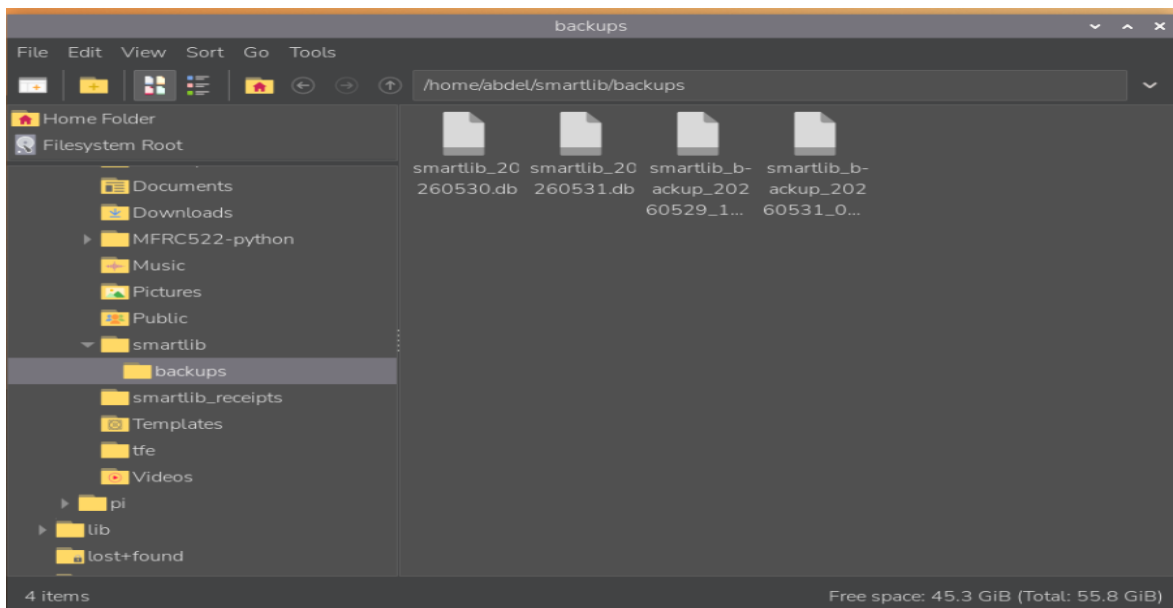 backups
File Edit View Sort Go Tools
/home/abdel/smartlib/backups
Home Folder
Filesystem Root
Documents
Downloads
MFRC522-python
Music
Pictures
Public
smartlib
backups
smartlib_receipts
Templates
tfe
Videos
pi
lib
lost+found
smartlib_20
260530.db
smartlib_20
260531.db
smartlib_b-
ackup_202
60529_1...
smartlib_b-
ackup_202
60531_0...
4 items
Free space: 45.3 GiB (Total: 55.8 GiB)